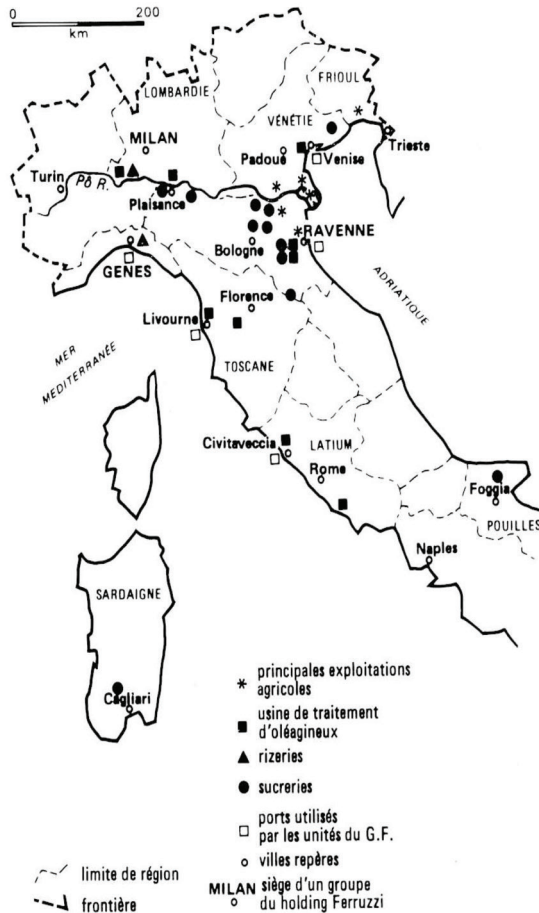 0 200
km
FRIOUL
LOMBARDIE
VÉNÉTIE
MILAN
Trieste
Padoue
Venise
Turin
Pô R.
Plaisance
RAVENNE
Bologne
GENES
ADRIATIQUE
Florence
Livourne
MER
MEDITERRANÉE
TOSCANE
Civitaveccia
LATIUM
Rome
Foggia
POUILLES
Naples
SARDAIGNE
Cagliari
principales exploitations
agricoles
usine de traitement
d'oléagineux
rizeries
sucreries
ports utilisés
par les unités du G.F.
villes repères
limite de région
frontière
MILAN siège d'un groupe
du holding Ferruzzi